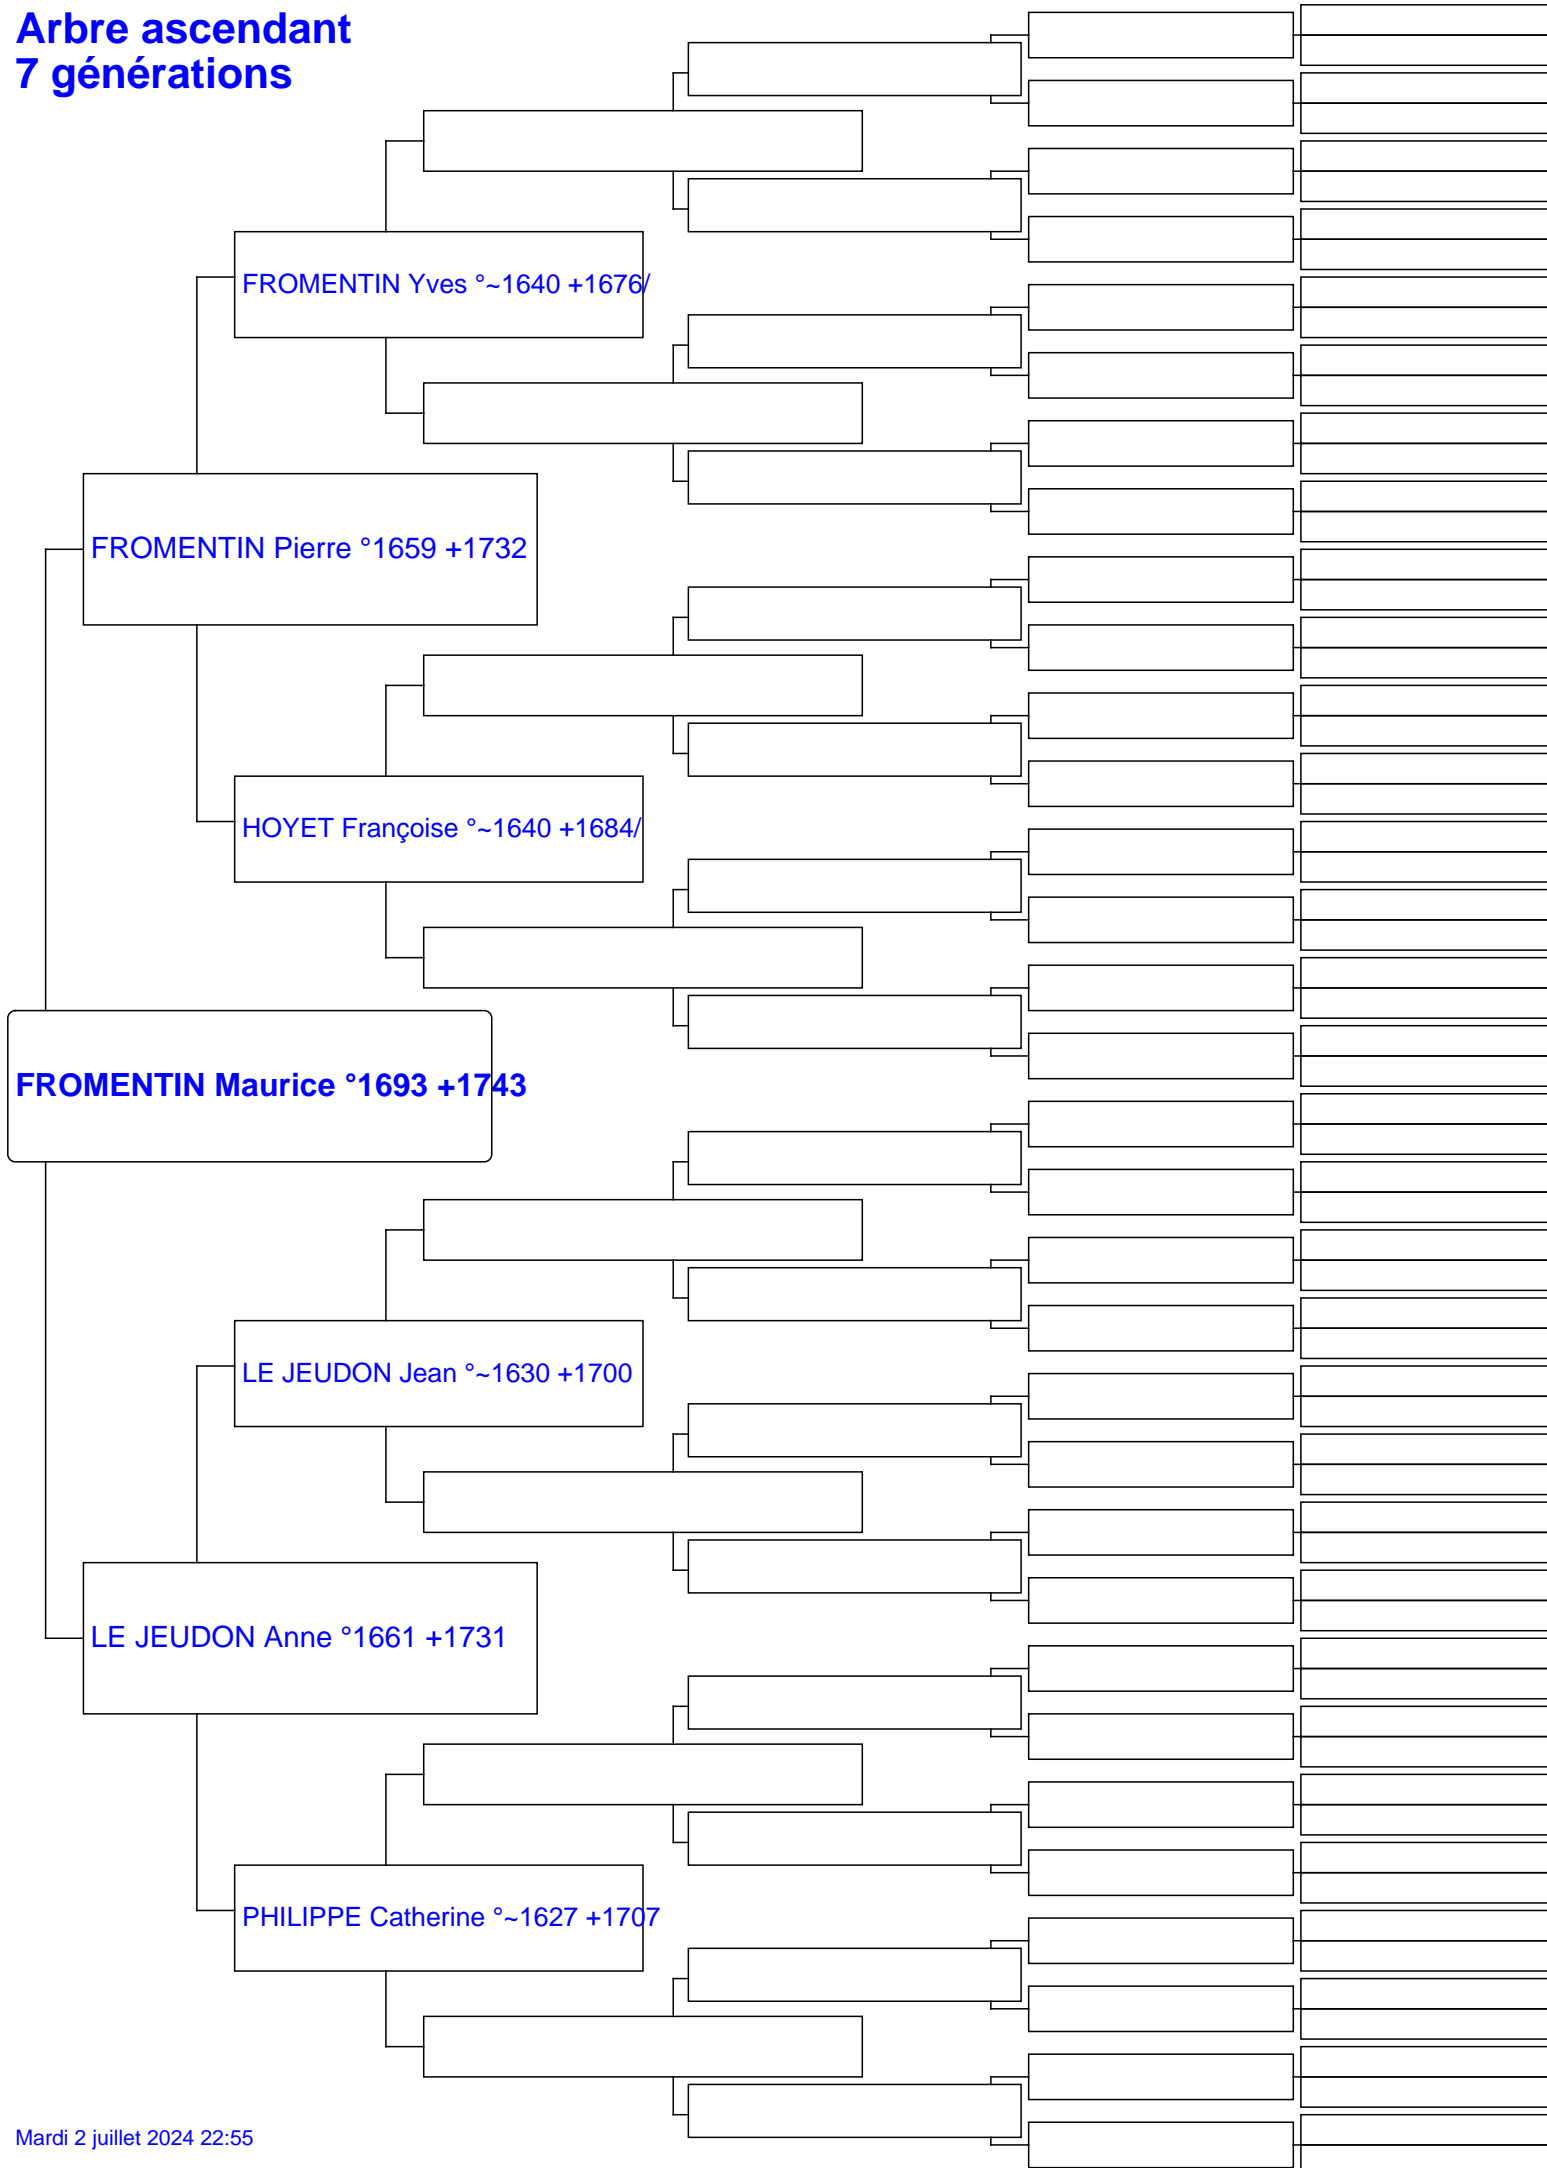 Arbre ascendant
7 générations
FROMENTIN Yves °~1640 +1676/
FROMENTIN Pierre °1659 +1732
HOYET Françoise °~1640 +1684/
FROMENTIN Maurice °1693 +1743
LE JEUDON Jean °~1630 +1700
LE JEUDON Anne °1661 +1731
PHILIPPE Catherine °~1627 +1707
Mardi 2 juillet 2024 22:55